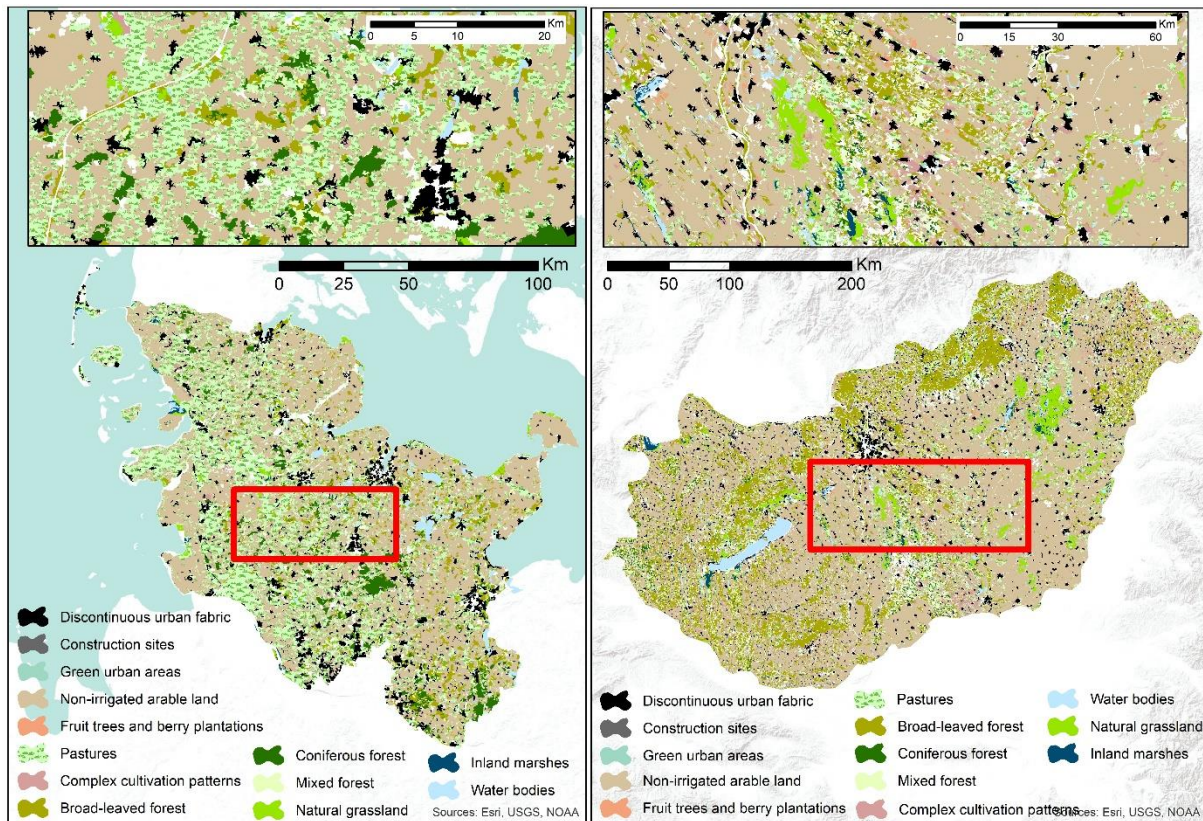 Km
0 5 10 20
Km
0 15 30 60
Km
0 25 50 100
Km
0 50 100 200
Discontinuous urban fabric
Construction sites
Green urban areas
Non-irrigated arable land
Fruit trees and berry plantations
Pastures
Complex cultivation patterns
Broad-leaved forest
Coniferous forest
Mixed forest
Natural grassland
Inland marshes
Water bodies
Sources: Esri, USGS, NOAA
Discontinuous urban fabric
Construction sites
Green urban areas
Non-irrigated arable land
Fruit trees and berry plantations
Pastures
Broad-leaved forest
Coniferous forest
Mixed forest
Complex cultivation patterns
Water bodies
Natural grassland
Inland marshes
Sources: Esri, USGS, NOAA